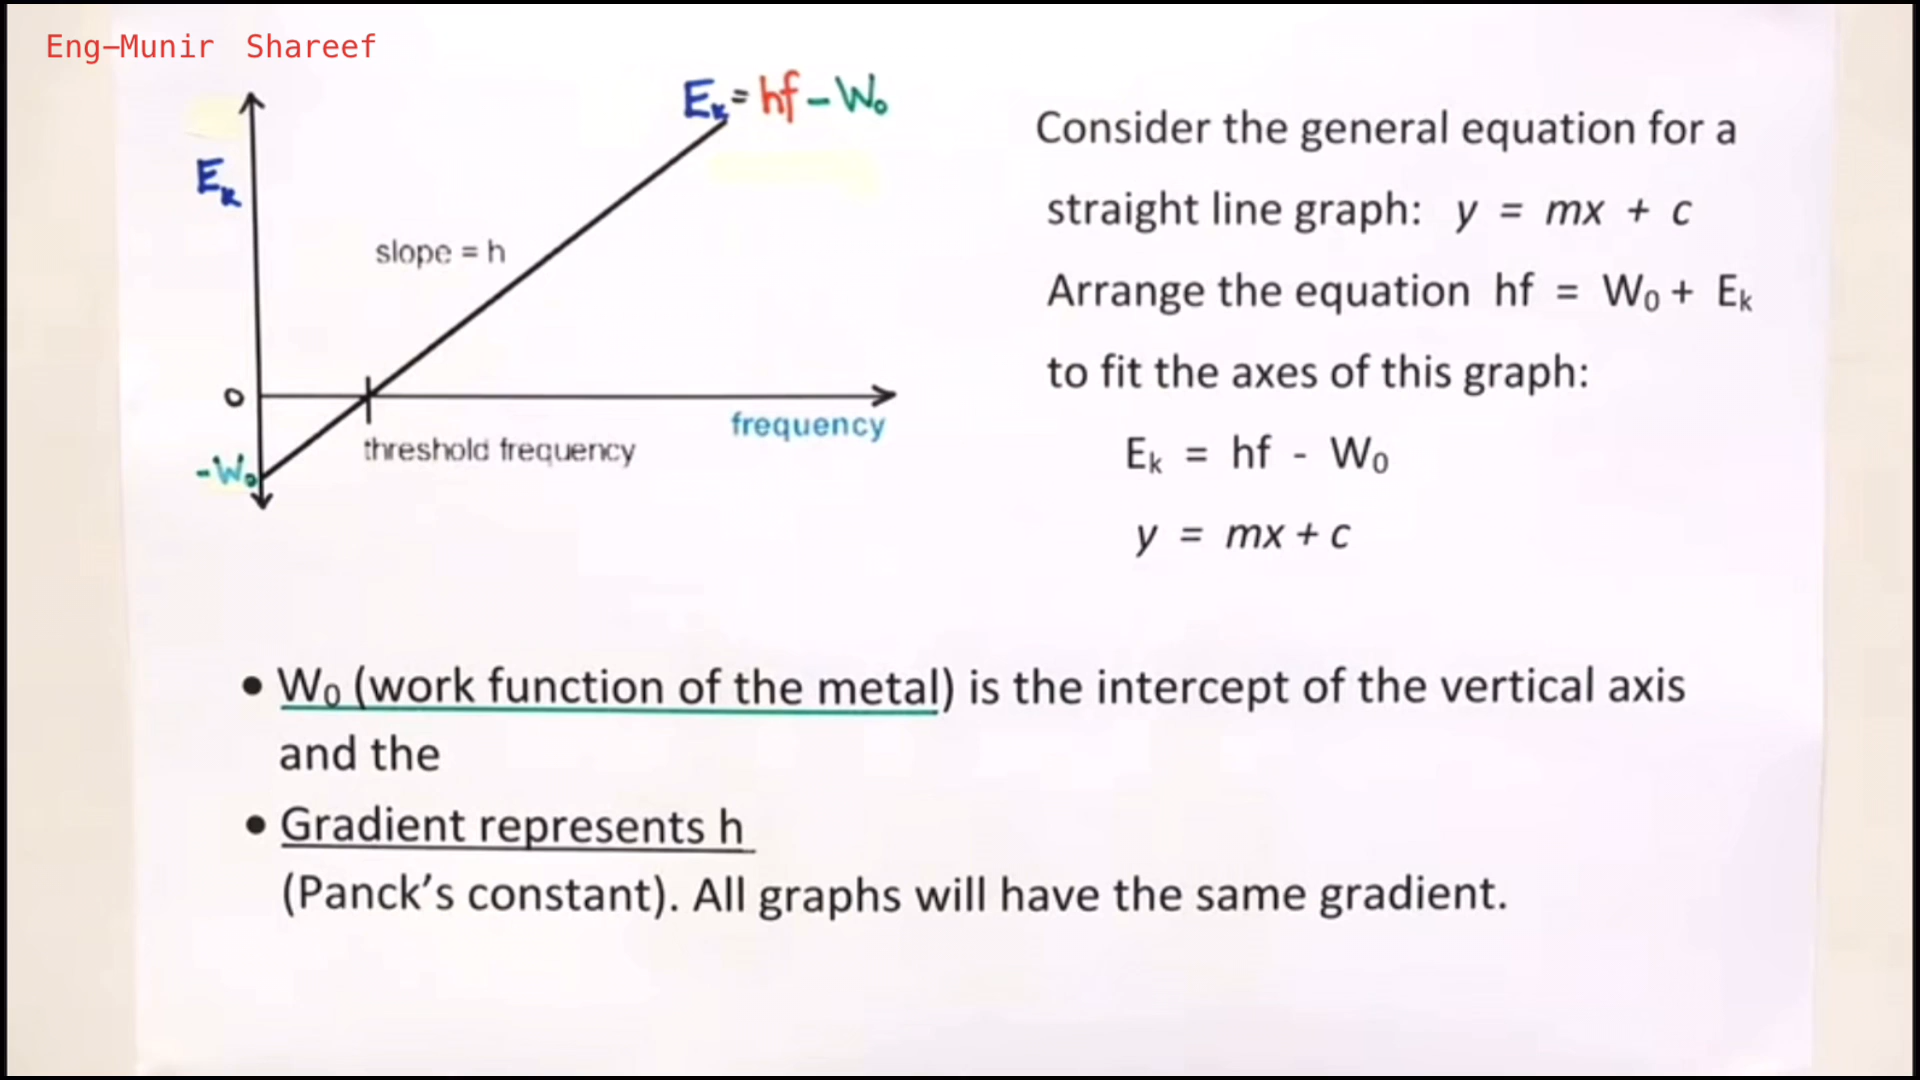 Eng-Munir Shareef
Eₖ = hf - W₀
Eₖ
slope = h
0
frequency
threshold frequency
-W₀
Consider the general equation for a
straight line graph: y = mx + c
Arrange the equation hf = W₀ + Eₖ
to fit the axes of this graph:
Eₖ = hf - W₀
y = mx + c
• W₀ (work function of the metal) is the intercept of the vertical axis
and the
• Gradient represents h
(Panck’s constant). All graphs will have the same gradient.